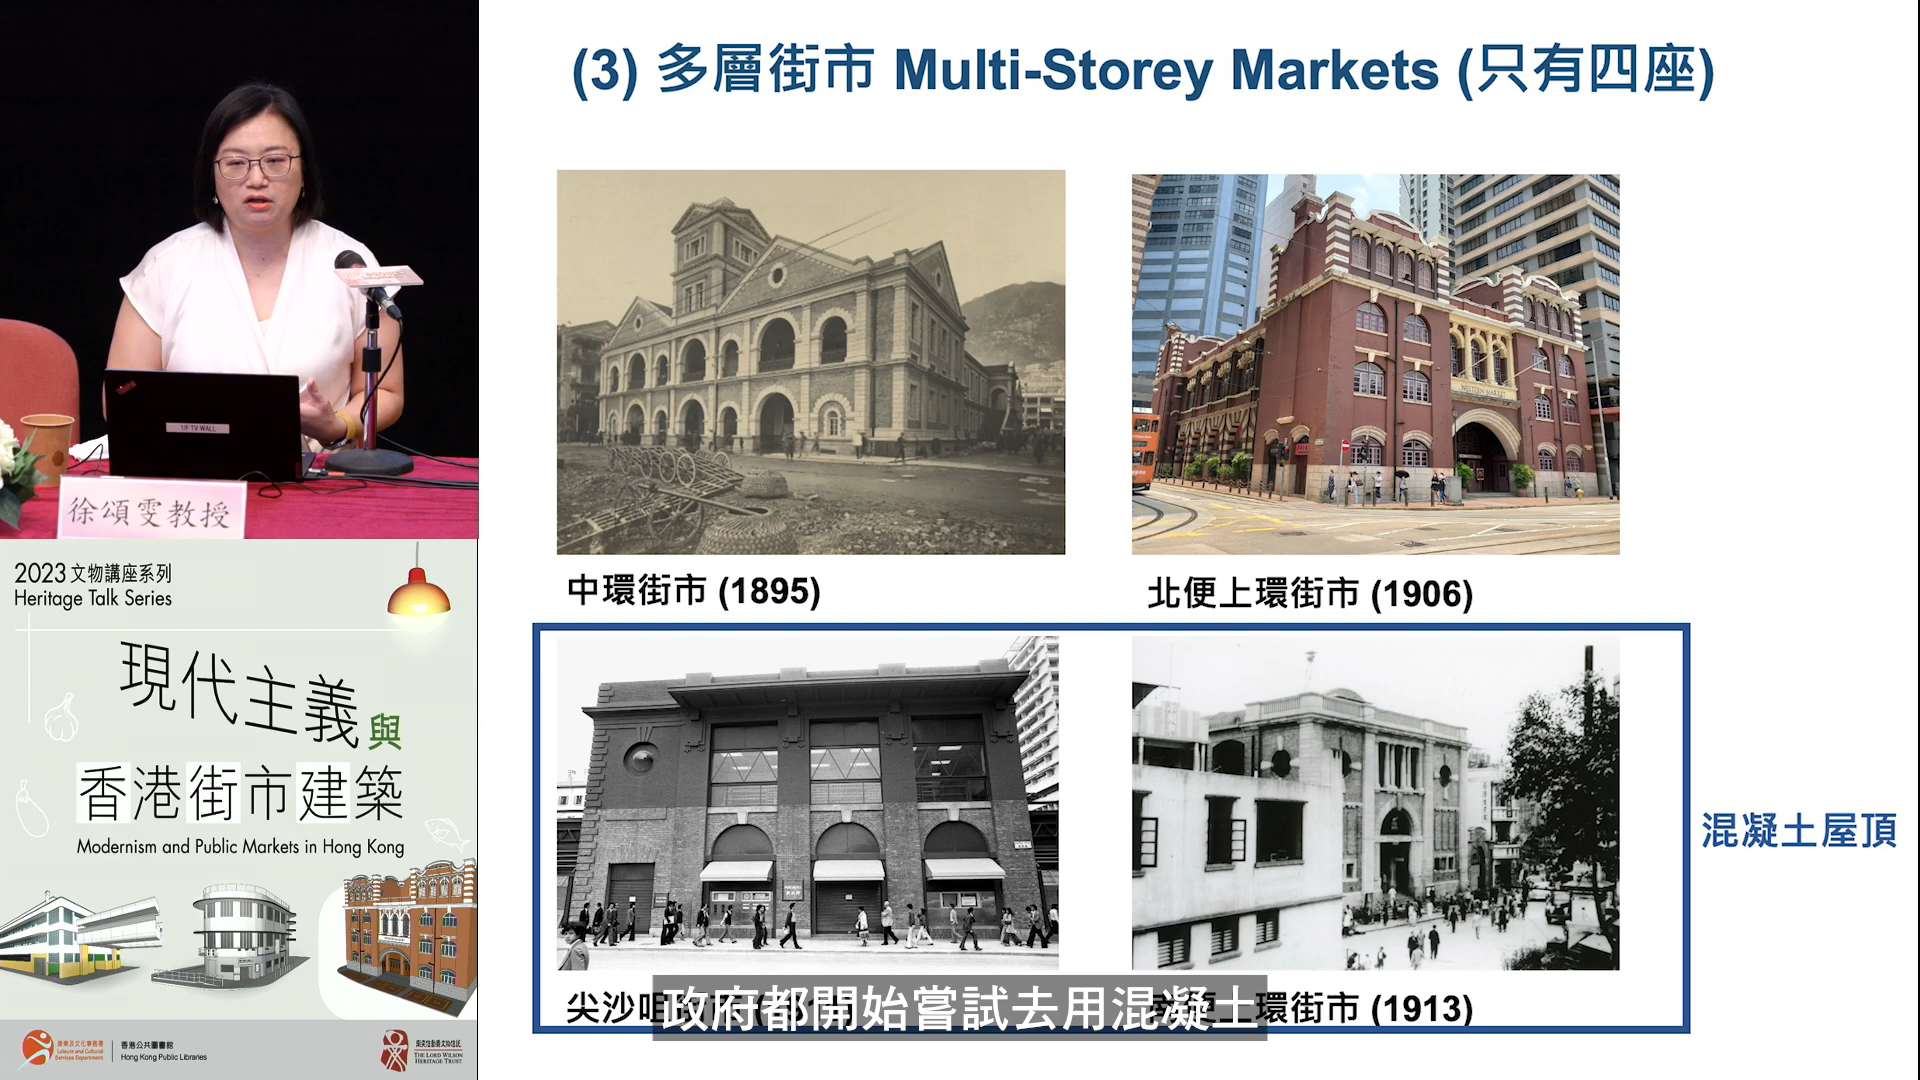 (3) 多層街市 Multi-Storey Markets (只有四座)
中環街市 (1895)
北便上環街市 (1906)
WESTERN MARKET
混凝土屋頂
尖沙咀
環街市 (1913)
政府都開始嘗試去用混凝土
1/F TV WALL
徐頌雯教授
2023 文物講座系列
Heritage Talk Series
現代主義與
香港街市建築
Modernism and Public Markets in Hong Kong
康樂及文化事務署
Leisure and Cultural
Services Department
香港公共圖書館
Hong Kong Public Libraries
衞奕信勳爵文物信託
THE LORD WILSON
HERITAGE TRUST